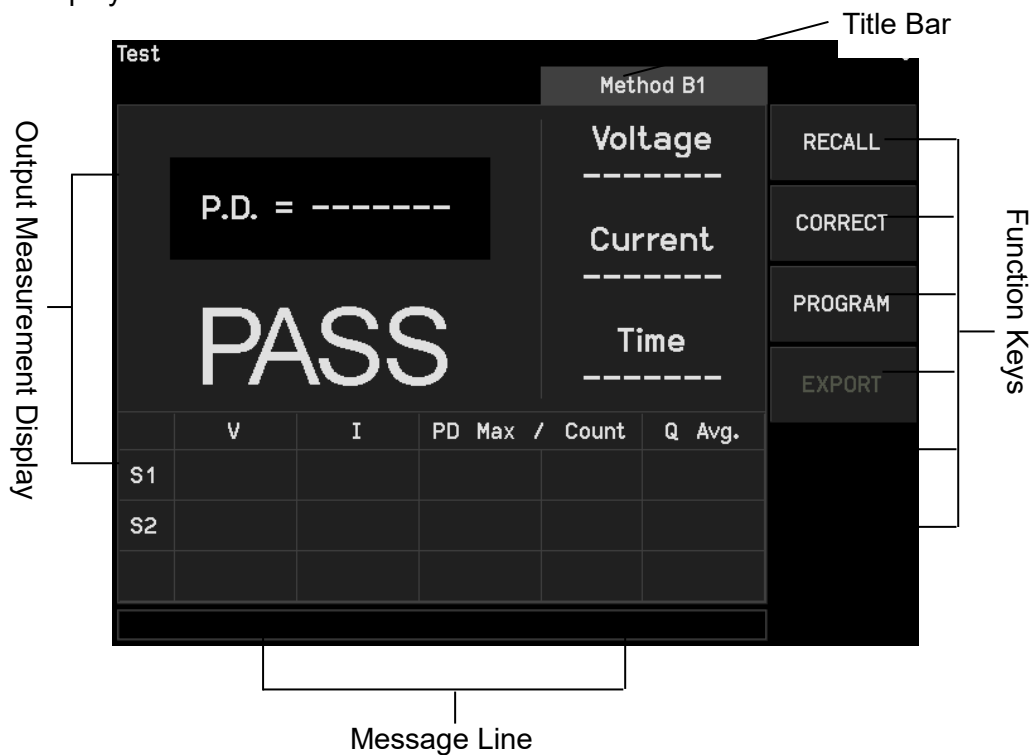 Title Bar
Test
Method B1
Output Measurement Display
P.D. = -------
PASS
Voltage
-------
Current
-------
Time
-------
RECALL
CORRECT
PROGRAM
EXPORT
Function Keys
V I PD Max / Count Q Avg.
S1
S2
Message Line